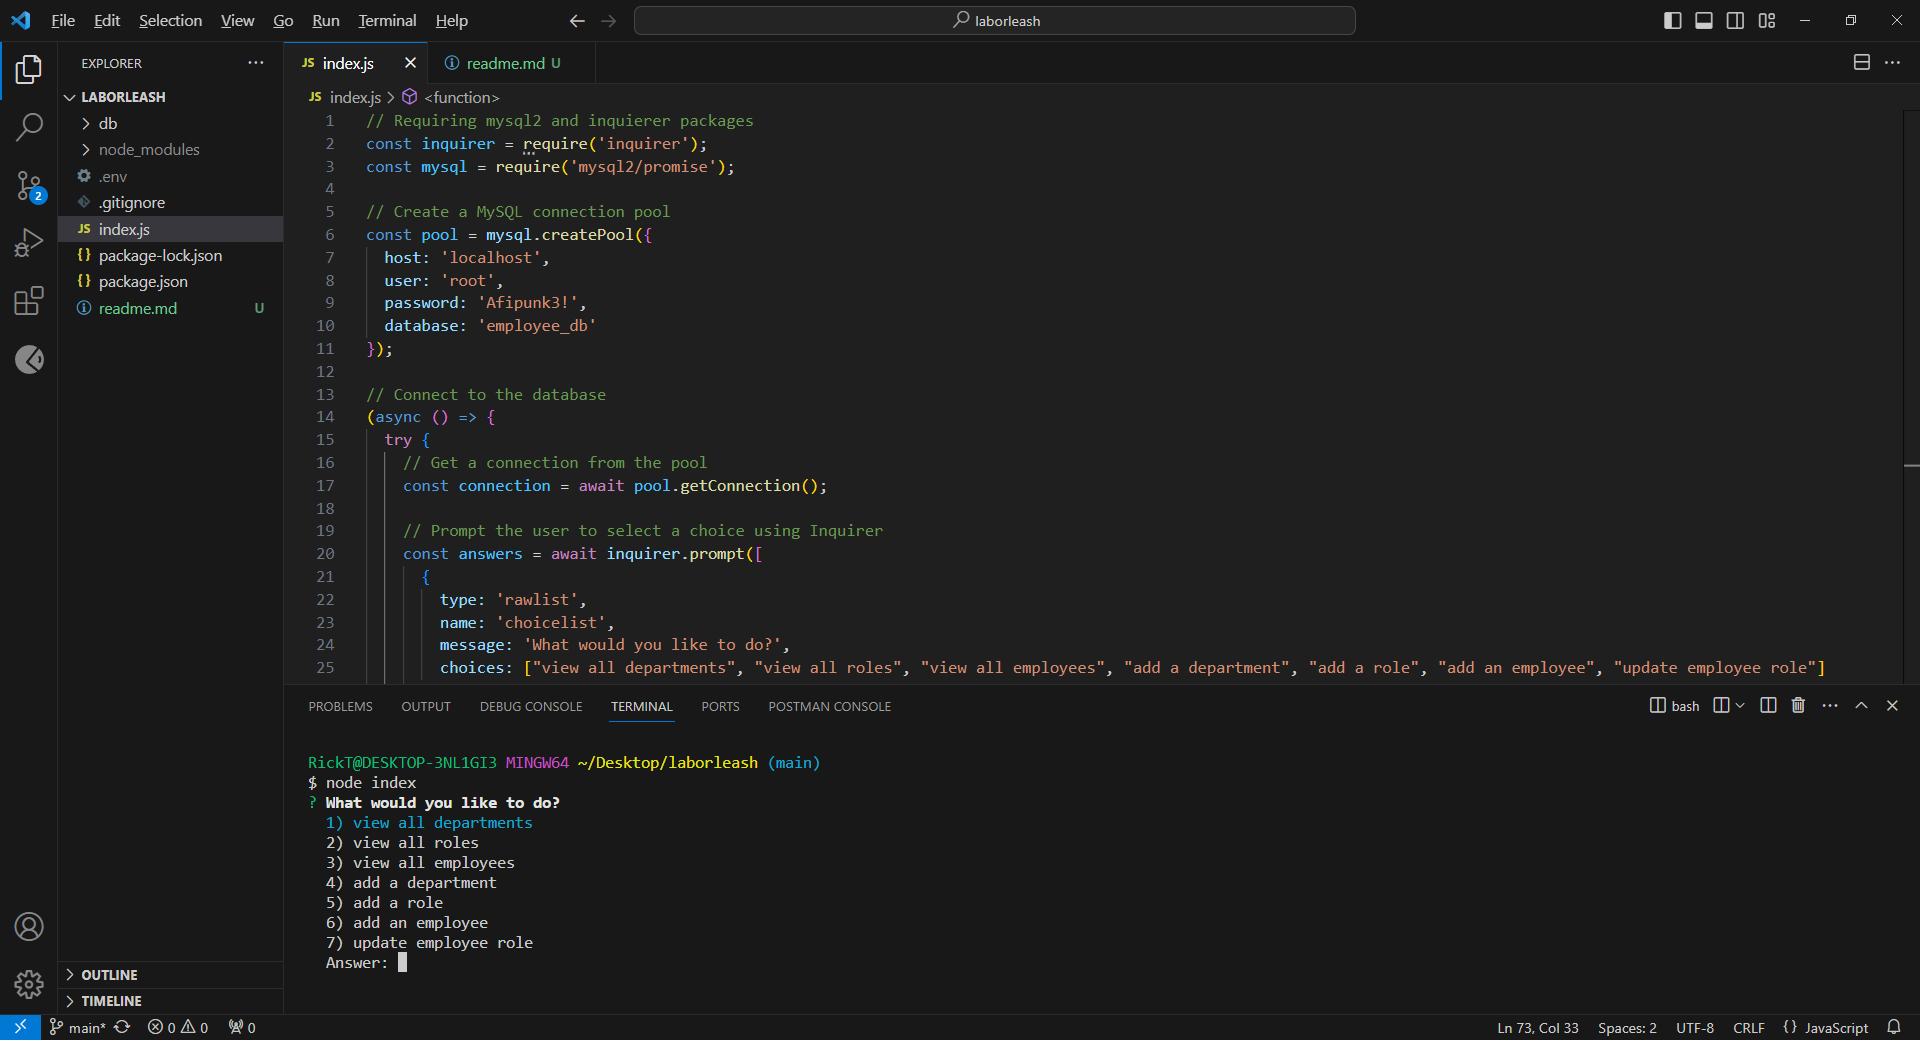 File Edit Selection View Go Run Terminal Help
laborleash
EXPLORER
LABORLEASH
db
node_modules
.env
.gitignore
JS index.js
{} package-lock.json
{} package.json
readme.md U
2
OUTLINE
TIMELINE
JS index.js
readme.md U
JS index.js > <function>
1 // Requiring mysql2 and inquierer packages
2 const inquirer = require('inquirer');
3 const mysql = require('mysql2/promise');
4
5 // Create a MySQL connection pool
6 const pool = mysql.createPool({
7 host: 'localhost',
8 user: 'root',
9 password: 'Afipunk3!',
10 database: 'employee_db'
11 });
12
13 // Connect to the database
14 (async () => {
15 try {
16 // Get a connection from the pool
17 const connection = await pool.getConnection();
18
19 // Prompt the user to select a choice using Inquirer
20 const answers = await inquirer.prompt([
21 {
22 type: 'rawlist',
23 name: 'choicelist',
24 message: 'What would you like to do?',
25 choices: ["view all departments", "view all roles", "view all employees", "add a department", "add a role", "add an employee", "update employee role"]
PROBLEMS OUTPUT DEBUG CONSOLE TERMINAL PORTS POSTMAN CONSOLE
bash
RickT@DESKTOP-3NL1GI3 MINGW64 ~/Desktop/laborleash (main)
$ node index
? What would you like to do?
1) view all departments
2) view all roles
3) view all employees
4) add a department
5) add a role
6) add an employee
7) update employee role
Answer:
main* 0 0 0
Ln 73, Col 33 Spaces: 2 UTF-8 CRLF {} JavaScript